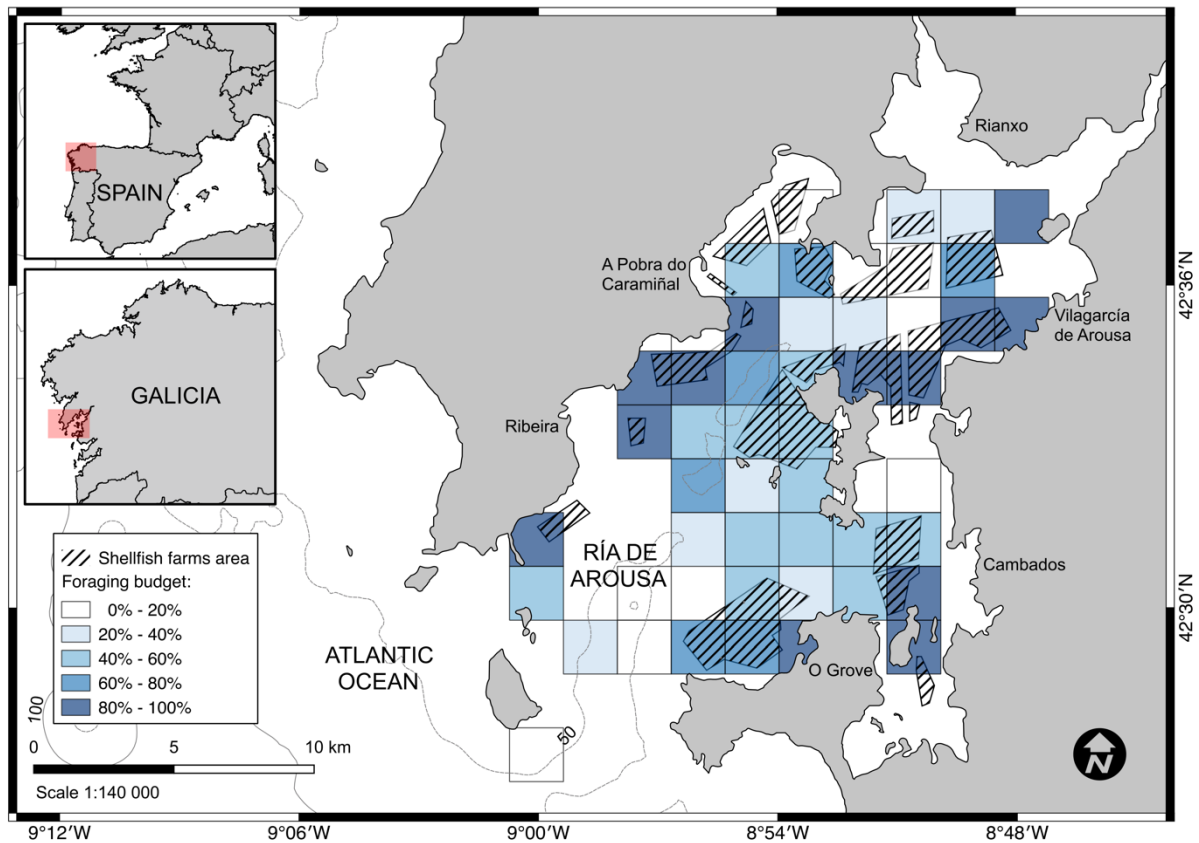 SPAIN
GALICIA
Shellfish farms area
Foraging budget:
0% - 20%
20% - 40%
40% - 60%
60% - 80%
80% - 100%
100
0 5 10 km
Scale 1:140 000
Rianxo
A Pobra do
Caramiñal
Vilagarcía
de Arousa
Ribeira
RÍA DE
AROUSA
Cambados
ATLANTIC
OCEAN
O Grove
50
N
42°36'N
42°30'N
9°12'W 9°06'W 9°00'W 8°54'W 8°48'W